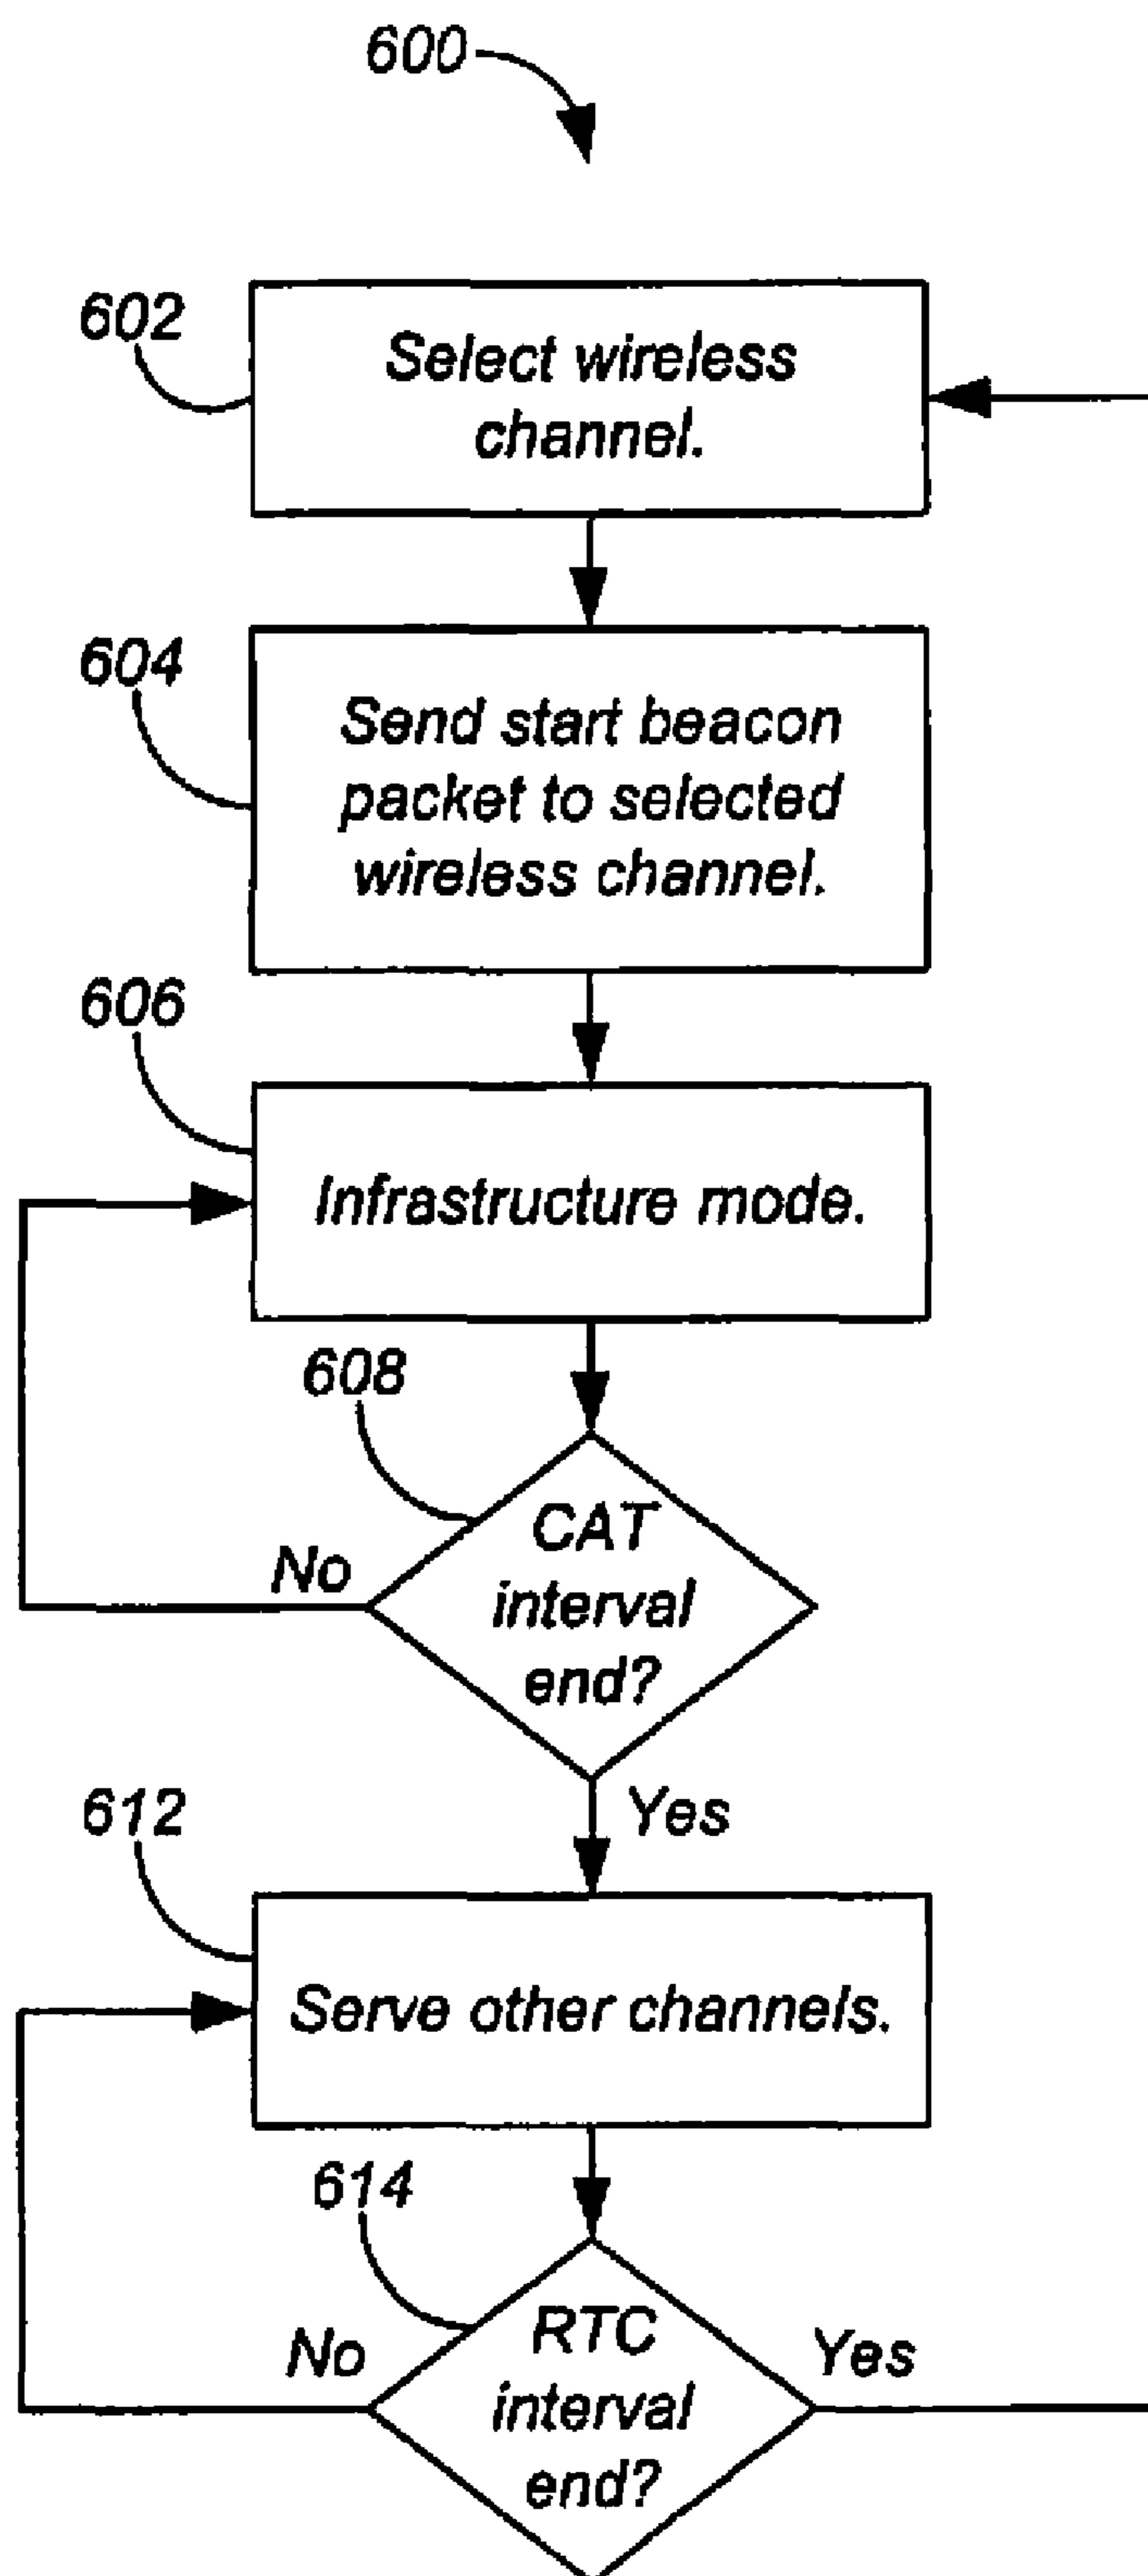 600
602
Select wireless
channel.
604
Send start beacon
packet to selected
wireless channel.
606
Infrastructure mode.
608
CAT
interval
end?
No
Yes
612
Serve other channels.
614
RTC
interval
end?
No
Yes